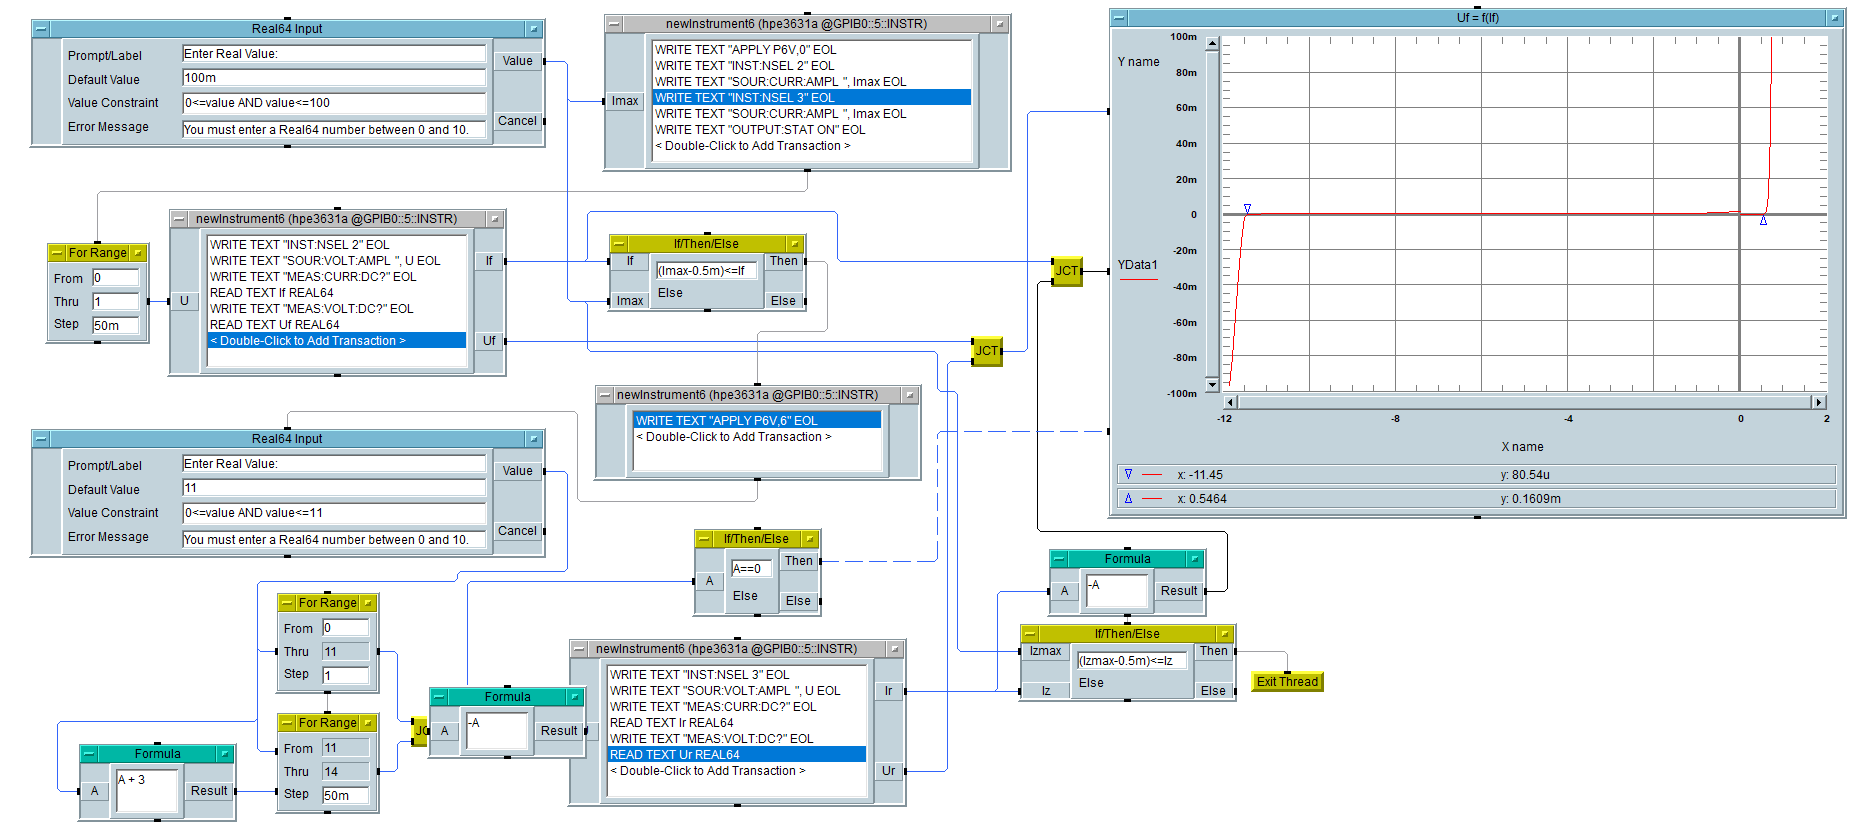 Real64 Input
Prompt/Label
Enter Real Value:
Default Value
100m
Value Constraint
0<=value AND value<=100
Error Message
You must enter a Real64 number between 0 and 10.
Value
Cancel
newInstrument6 (hpe3631a @GPIB0::5::INSTR)
Imax
WRITE TEXT "APPLY P6V,0" EOL
WRITE TEXT "INST:NSEL 2" EOL
WRITE TEXT "SOUR:CURR:AMPL ", Imax EOL
WRITE TEXT "INST:NSEL 3" EOL
WRITE TEXT "SOUR:CURR:AMPL ", Imax EOL
WRITE TEXT "OUTPUT:STAT ON" EOL
< Double-Click to Add Transaction >
Uf = f(If)
Y name
YData1
100m
80m
60m
40m
20m
0
-20m
-40m
-60m
-80m
-100m
-12
-8
-4
0
2
X name
x: -11.45
y: 80.54u
x: 0.5464
y: 0.1609m
For Range
From
0
Thru
1
Step
50m
newInstrument6 (hpe3631a @GPIB0::5::INSTR)
U
WRITE TEXT "INST:NSEL 2" EOL
WRITE TEXT "SOUR:VOLT:AMPL ", U EOL
WRITE TEXT "MEAS:CURR:DC?" EOL
READ TEXT If REAL64
WRITE TEXT "MEAS:VOLT:DC?" EOL
READ TEXT Uf REAL64
< Double-Click to Add Transaction >
If
Uf
If/Then/Else
If
Imax
(Imax-0.5m)<=If
Else
Then
Else
JCT
JCT
newInstrument6 (hpe3631a @GPIB0::5::INSTR)
WRITE TEXT "APPLY P6V,6" EOL
< Double-Click to Add Transaction >
Real64 Input
Prompt/Label
Enter Real Value:
Default Value
11
Value Constraint
0<=value AND value<=11
Error Message
You must enter a Real64 number between 0 and 10.
Value
Cancel
If/Then/Else
A
A==0
Else
Then
Else
Formula
A
-A
Result
For Range
From
0
Thru
11
Step
1
For Range
From
11
Thru
14
Step
50m
Formula
A
A + 3
Result
JC
Formula
A
-A
Result
newInstrument6 (hpe3631a @GPIB0::5::INSTR)
WRITE TEXT "INST:NSEL 3" EOL
WRITE TEXT "SOUR:VOLT:AMPL ", U EOL
WRITE TEXT "MEAS:CURR:DC?" EOL
READ TEXT Ir REAL64
WRITE TEXT "MEAS:VOLT:DC?" EOL
READ TEXT Ur REAL64
< Double-Click to Add Transaction >
Ir
Ur
If/Then/Else
Izmax
Iz
(Izmax-0.5m)<=Iz
Else
Then
Else
Exit Thread